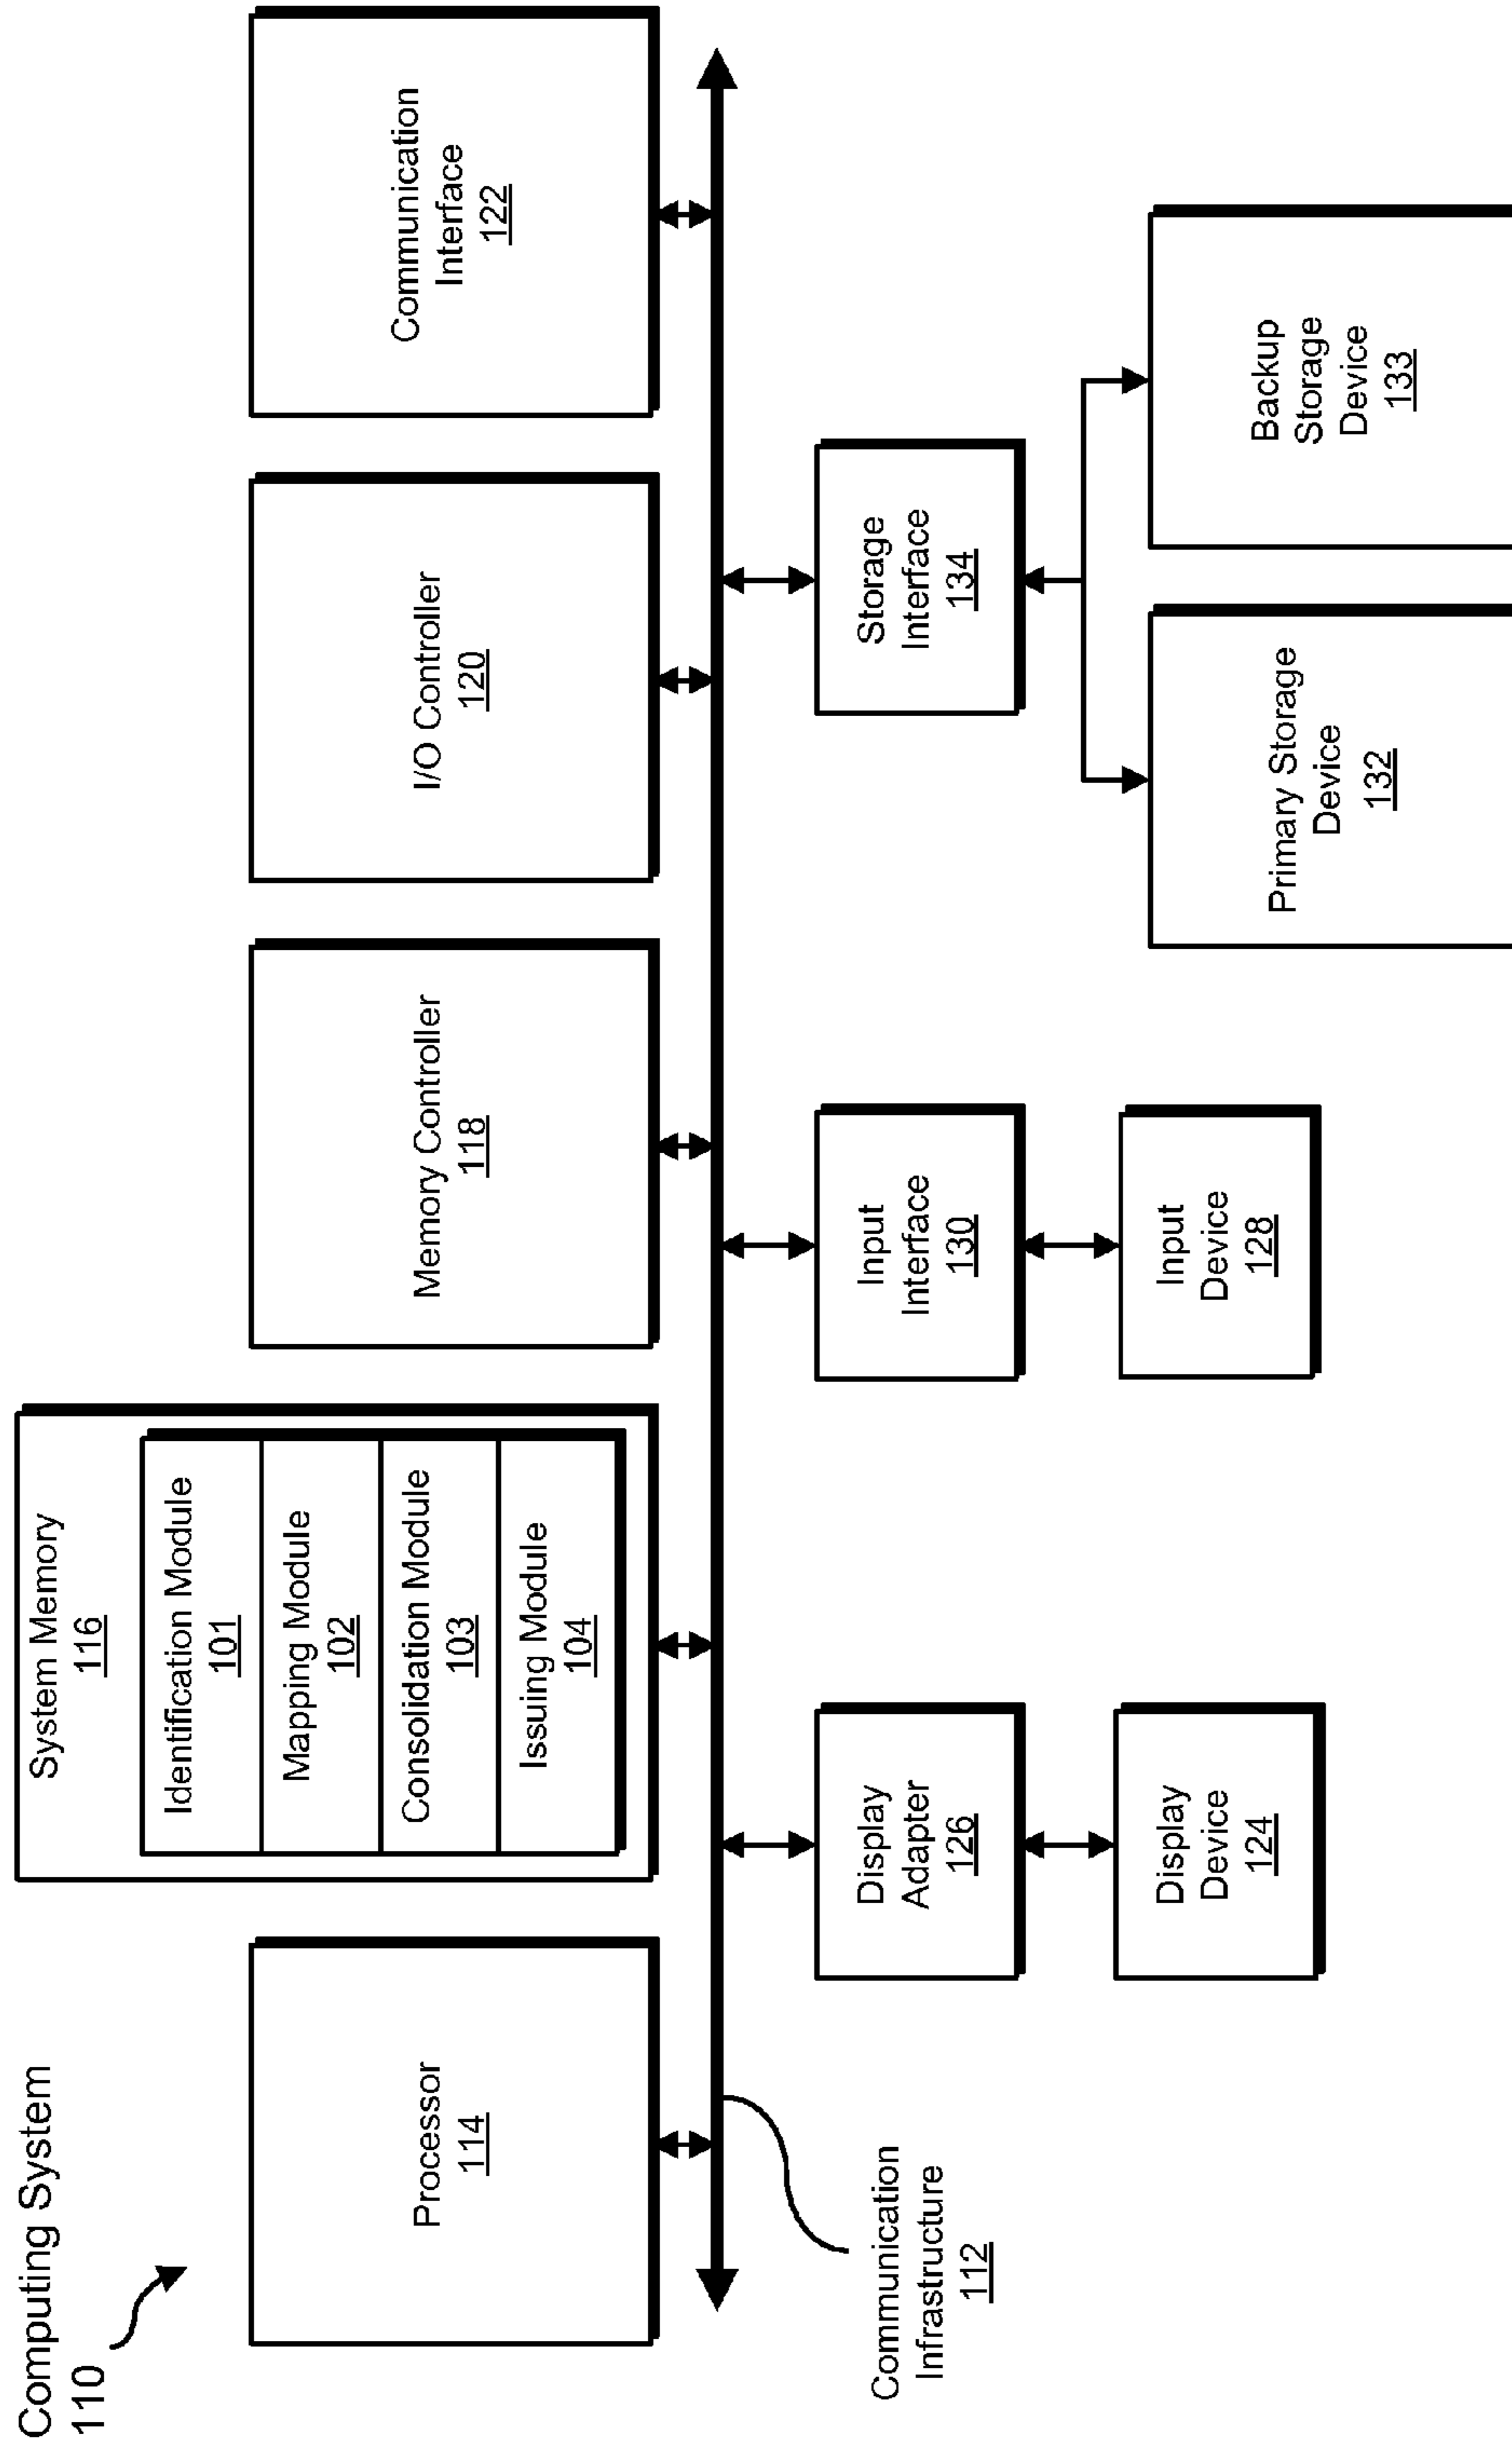 Computing System
110
Processor
114
System Memory
116
Identification Module
101
Mapping Module
102
Consolidation Module
103
Issuing Module
104
Memory Controller
118
I/O Controller
120
Communication
Interface
122
Communication
Infrastructure
112
Display
Adapter
126
Input
Interface
130
Storage
Interface
134
Display
Device
124
Input
Device
128
Primary Storage
Device
132
Backup
Storage
Device
133